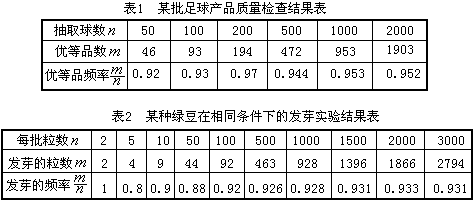 表1 某批足球产品质量检查结果表
抽取球数n 50 100 200 500 1000 2000
优等品数m 46 93 194 472 953 1903
优等品频率m/n 0.92 0.93 0.97 0.944 0.953 0.952
表2 某种绿豆在相同条件下的发芽实验结果表
每批粒数n 2 5 10 50 100 500 1000 1500 2000 3000
发芽的粒数m 2 4 9 44 92 463 928 1396 1866 2794
发芽的频率m/n 1 0.8 0.9 0.88 0.92 0.926 0.928 0.931 0.933 0.931